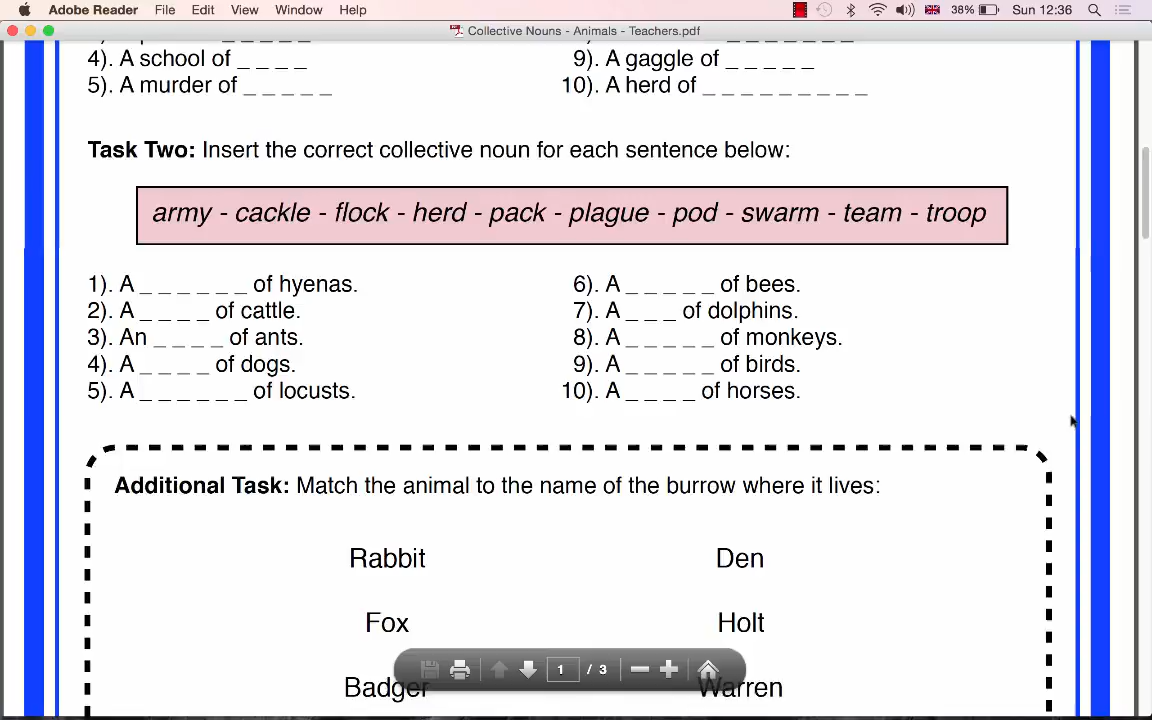 Adobe Reader File Edit View Window Help 38% Sun 12:36
Collective Nouns - Animals - Teachers.pdf
4). A school of _ _ _ _
5). A murder of _ _ _ _ _
9). A gaggle of _ _ _ _ _
10). A herd of _ _ _ _ _ _ _ _ _
Task Two: Insert the correct collective noun for each sentence below:
army - cackle - flock - herd - pack - plague - pod - swarm - team - troop
1). A _ _ _ _ _ _ of hyenas.
2). A _ _ _ _ of cattle.
3). An _ _ _ _ of ants.
4). A _ _ _ _ of dogs.
5). A _ _ _ _ _ _ of locusts.
6). A _ _ _ _ _ of bees.
7). A _ _ _ of dolphins.
8). A _ _ _ _ _ of monkeys.
9). A _ _ _ _ _ of birds.
10). A _ _ _ _ of horses.
Additional Task: Match the animal to the name of the burrow where it lives:
Rabbit Den
Fox Holt
1 / 3
Badger Warren